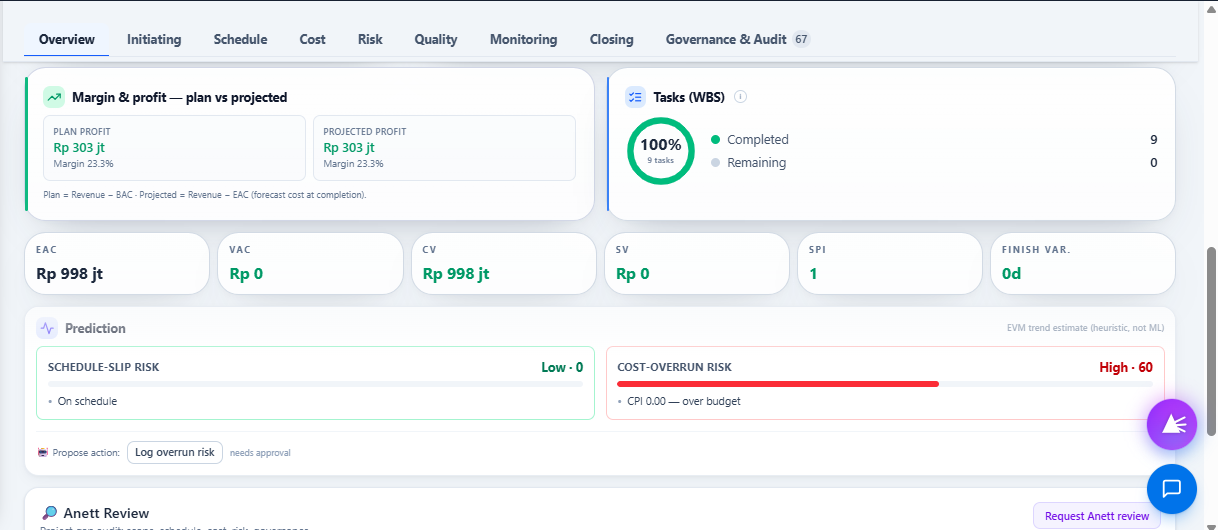 Overview Initiating Schedule Cost Risk Quality Monitoring Closing Governance & Audit 67
Margin & profit — plan vs projected
PLAN PROFIT
Rp 303 jt
Margin 23.3%
PROJECTED PROFIT
Rp 303 jt
Margin 23.3%
Plan = Revenue − BAC · Projected = Revenue − EAC (forecast cost at completion).
Tasks (WBS)
100%
9 tasks
Completed 9
Remaining 0
EAC
Rp 998 jt
VAC
Rp 0
CV
Rp 998 jt
SV
Rp 0
SPI
1
FINISH VAR.
0d
Prediction
EVM trend estimate (heuristic, not ML)
SCHEDULE-SLIP RISK Low · 0
• On schedule
COST-OVERRUN RISK High · 60
• CPI 0.00 — over budget
Propose action: Log overrun risk needs approval
Anett Review
Request Anett review